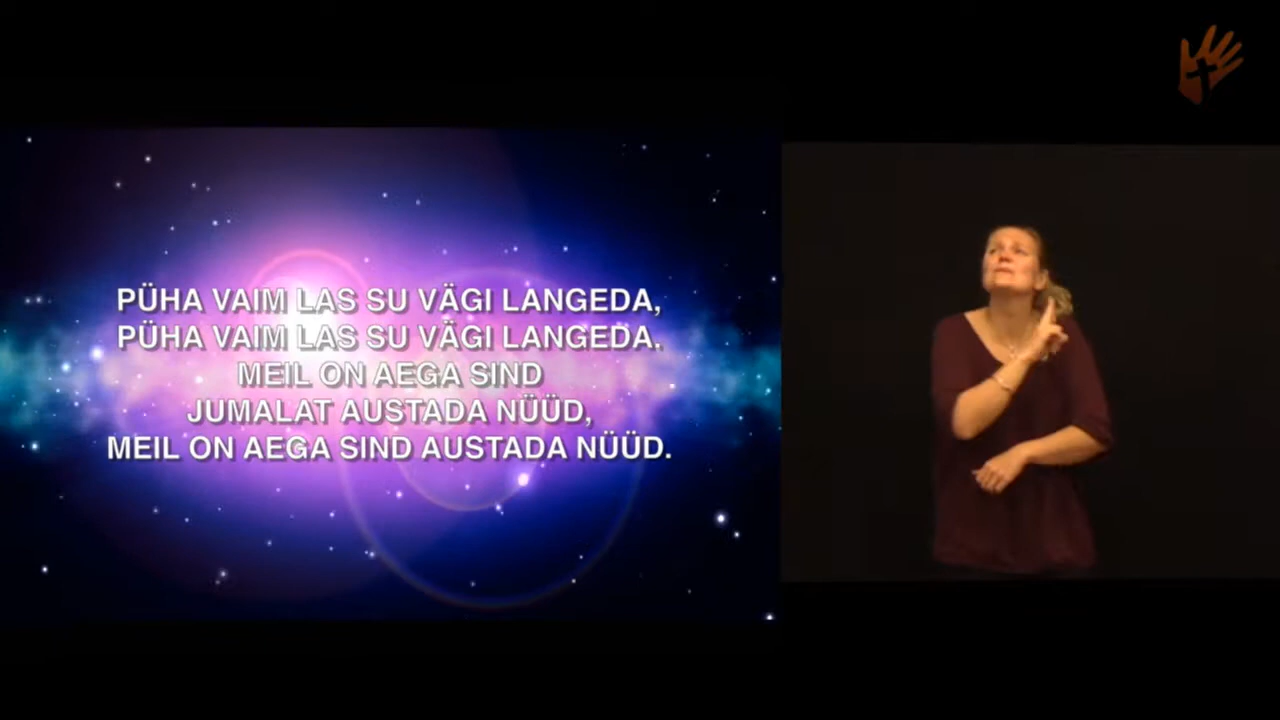 PÜHA VAIM LAS SU VÄGI LANGEDA,
PÜHA VAIM LAS SU VÄGI LANGEDA.
MEIL ON AEGA SIND
JUMALAT AUSTADA NÜÜD,
MEIL ON AEGA SIND AUSTADA NÜÜD.